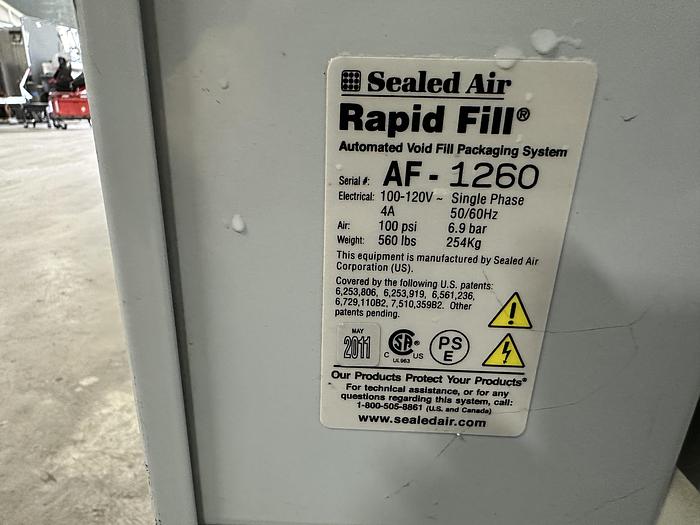 Sealed Air
Rapid Fill®
Automated Void Fill Packaging System
Serial #: AF - 1260
Electrical: 100-120V ~ Single Phase
4A 50/60Hz
Air: 100 psi 6.9 bar
Weight: 560 lbs 254Kg
This equipment is manufactured by Sealed Air
Corporation (US).
Covered by the following U.S. patents:
6,253,806, 6,253,919, 6,561,236,
6,729,110B2, 7,510,359B2. Other
patents pending.
MAY
2011
C SA US
UL963
PS
E
Our Products Protect Your Products®
For technical assistance, or for any
questions regarding this system, call:
1-800-505-8861 (U.S. and Canada)
www.sealedair.com